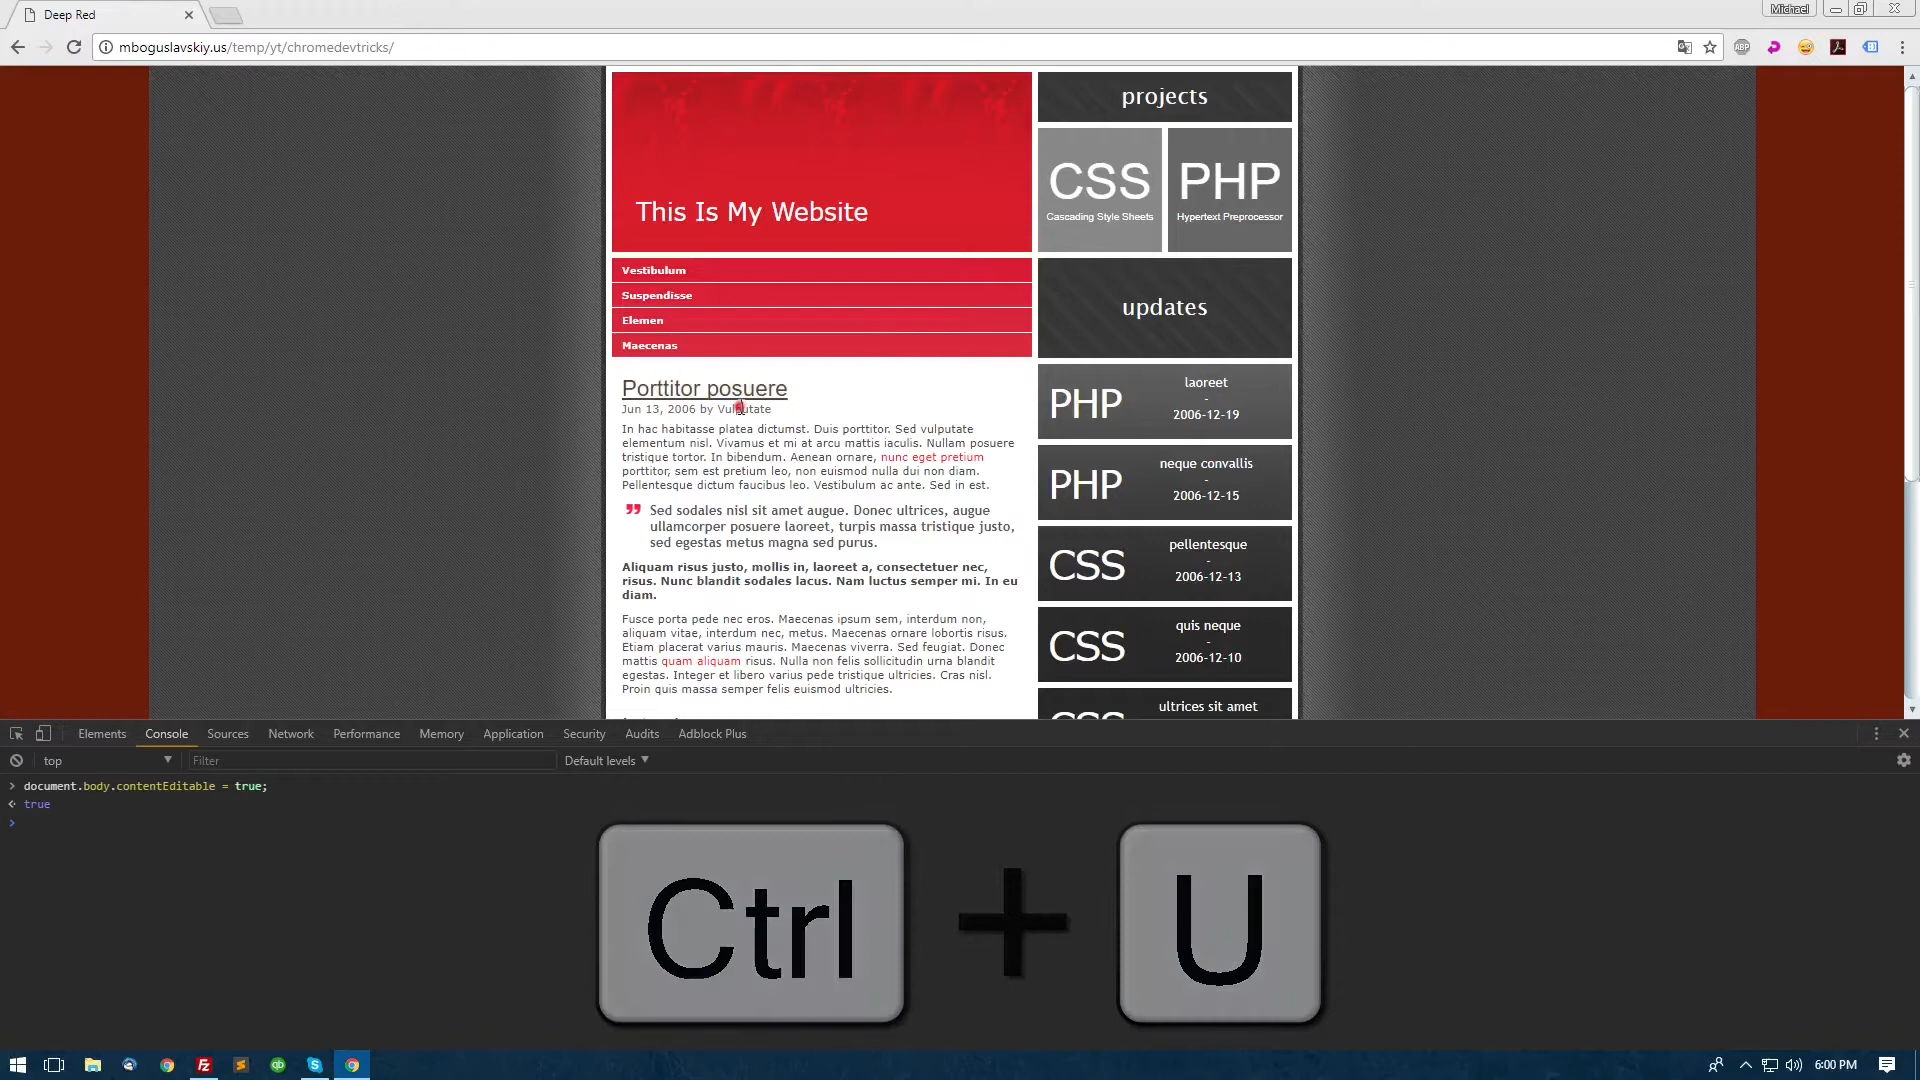 Deep Red
Michael
mboguslavskiy.us/temp/yt/chromedevtricks/
ABP
This Is My Website
Vestibulum
Suspendisse
Elemen
Maecenas
Porttitor posuere
Jun 13, 2006 by Vulputate
In hac habitasse platea dictumst. Duis porttitor. Sed vulputate
elementum nisl. Vivamus et mi at arcu mattis iaculis. Nullam posuere
tristique tortor. In bibendum. Aenean ornare, nunc eget pretium
porttitor, sem est pretium leo, non euismod nulla dui non diam.
Pellentesque dictum faucibus leo. Vestibulum ac ante. Sed in est.
Sed sodales nisl sit amet augue. Donec ultrices, augue
ullamcorper posuere laoreet, turpis massa tristique justo,
sed egestas metus magna sed purus.
Aliquam risus justo, mollis in, laoreet a, consectetuer nec,
risus. Nunc blandit sodales lacus. Nam luctus semper mi. In eu
diam.
Fusce porta pede nec eros. Maecenas ipsum sem, interdum non,
aliquam vitae, interdum nec, metus. Maecenas ornare lobortis risus.
Etiam placerat varius mauris. Maecenas viverra. Sed feugiat. Donec
mattis quam aliquam risus. Nulla non felis sollicitudin urna blandit
egestas. Integer et libero varius pede tristique ultricies. Cras nisl.
Proin quis massa semper felis euismod ultricies.
projects
CSS
Cascading Style Sheets
PHP
Hypertext Preprocessor
updates
PHP
laoreet
-
2006-12-19
PHP
neque convallis
-
2006-12-15
CSS
pellentesque
-
2006-12-13
CSS
quis neque
-
2006-12-10
CSS
ultrices sit amet
Elements Console Sources Network Performance Memory Application Security Audits Adblock Plus
top Filter Default levels
> document.body.contentEditable = true;
< true
>
Ctrl + U
Fz
qb
6:00 PM